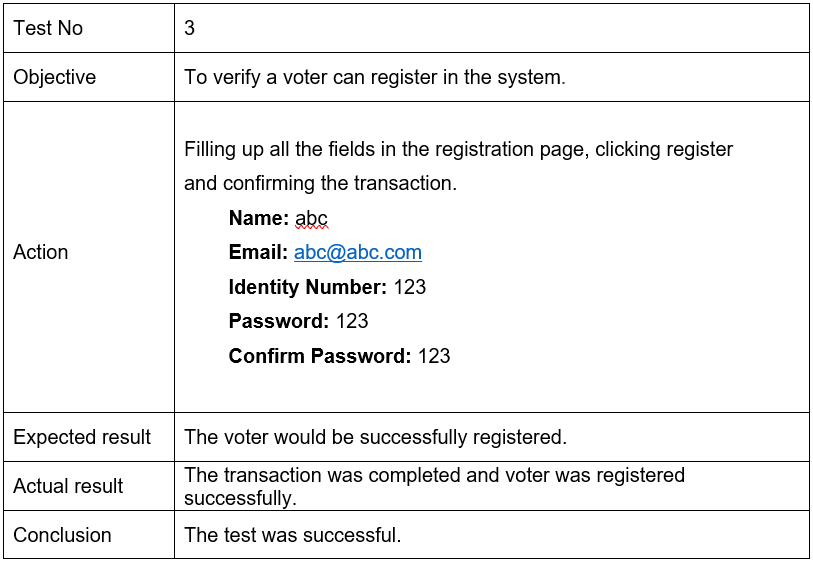 Test No 3
Objective To verify a voter can register in the system.
Filling up all the fields in the registration page, clicking register
and confirming the transaction.
Name: abc
Action Email: abc@abc.com
Identity Number: 123
Password: 123
Confirm Password: 123
Expected result The voter would be successfully registered.
Actual result The transaction was completed and voter was registered
successfully.
Conclusion The test was successful.